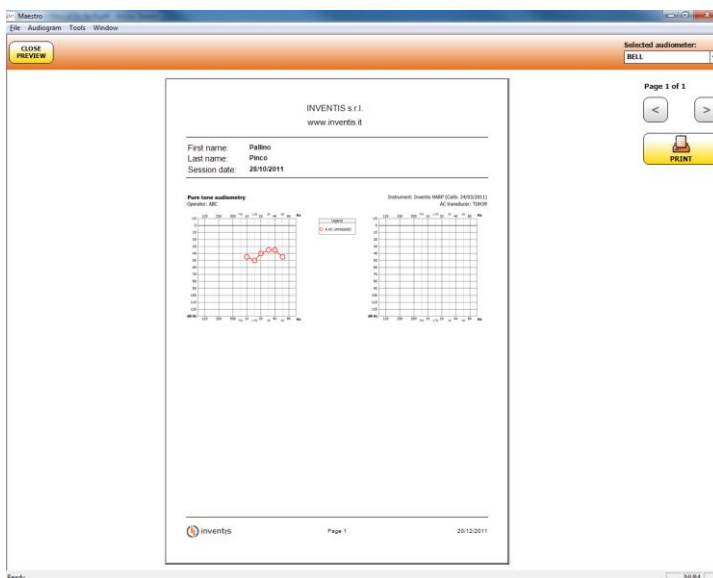 Maestro
File Audiogram Tools Window
CLOSE PREVIEW
Selected audiometer:
BELL
Page 1 of 1
<
>
PRINT
INVENTIS s.r.l.
www.inventis.it
First name: Pallino
Last name: Pinco
Session date: 28/10/2011
Pure tone audiometry
Operator: ABC
Instrument: Inventis HARP (Calib: 24/03/2011)
AC transducer: TDH39
Legend
inventis
Page 1
20/12/2011
Ready
NUM